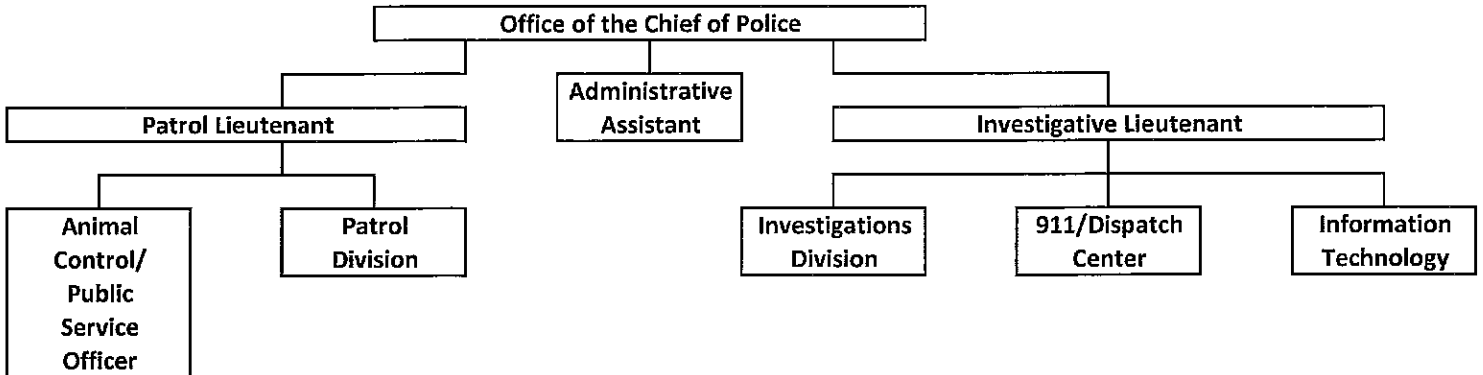 Office of the Chief of Police
Administrative
Assistant
Patrol Lieutenant
Investigative Lieutenant
Animal
Control/
Public
Service
Officer
Patrol
Division
Investigations
Division
911/Dispatch
Center
Information
Technology